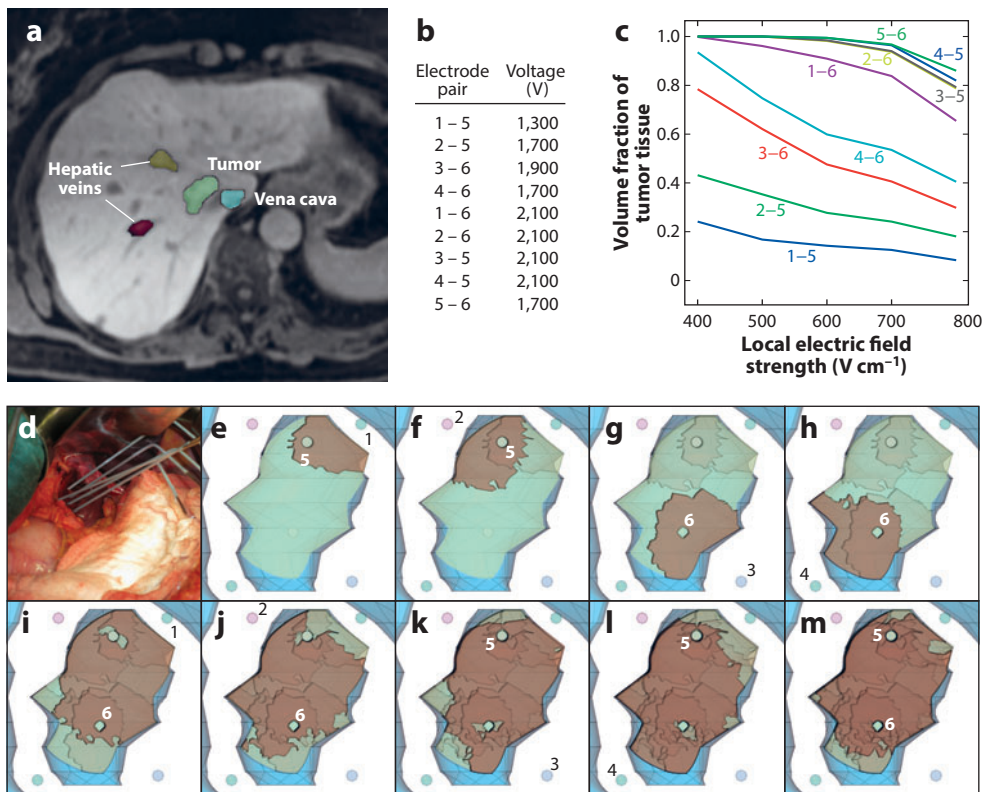 a
Hepatic
veins
Tumor
Vena cava
b
Electrode Voltage
pair (V)
1 – 5 1,300
2 – 5 1,700
3 – 6 1,900
4 – 6 1,700
1 – 6 2,100
2 – 6 2,100
3 – 5 2,100
4 – 5 2,100
5 – 6 1,700
c
Volume fraction of
tumor tissue
1.0
0.8
0.6
0.4
0.2
0
5–6
4–5
2–6
1–6
3–5
4–6
3–6
2–5
1–5
400 500 600 700 800
Local electric field
strength (V cm⁻¹)
d
e
1
5
f
2
5
g
6
3
h
6
4
i
1
6
j
2
6
k
5
3
l
5
4
m
5
6